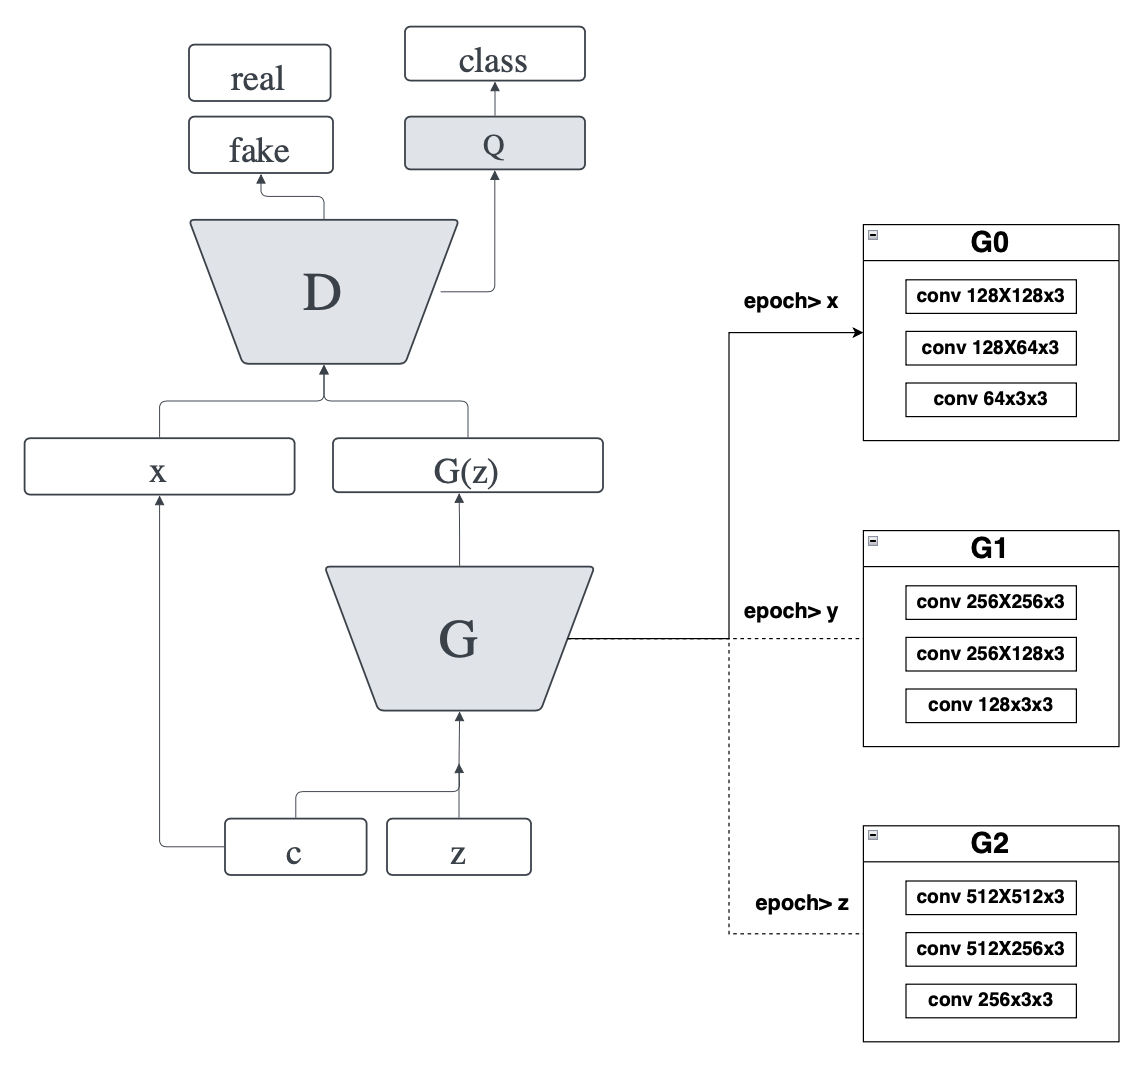 real
class
fake
Q
D
x
G(z)
G
c
z
epoch> x
G0
conv 128X128x3
conv 128X64x3
conv 64x3x3
epoch> y
G1
conv 256X256x3
conv 256X128x3
conv 128x3x3
epoch> z
G2
conv 512X512x3
conv 512X256x3
conv 256x3x3